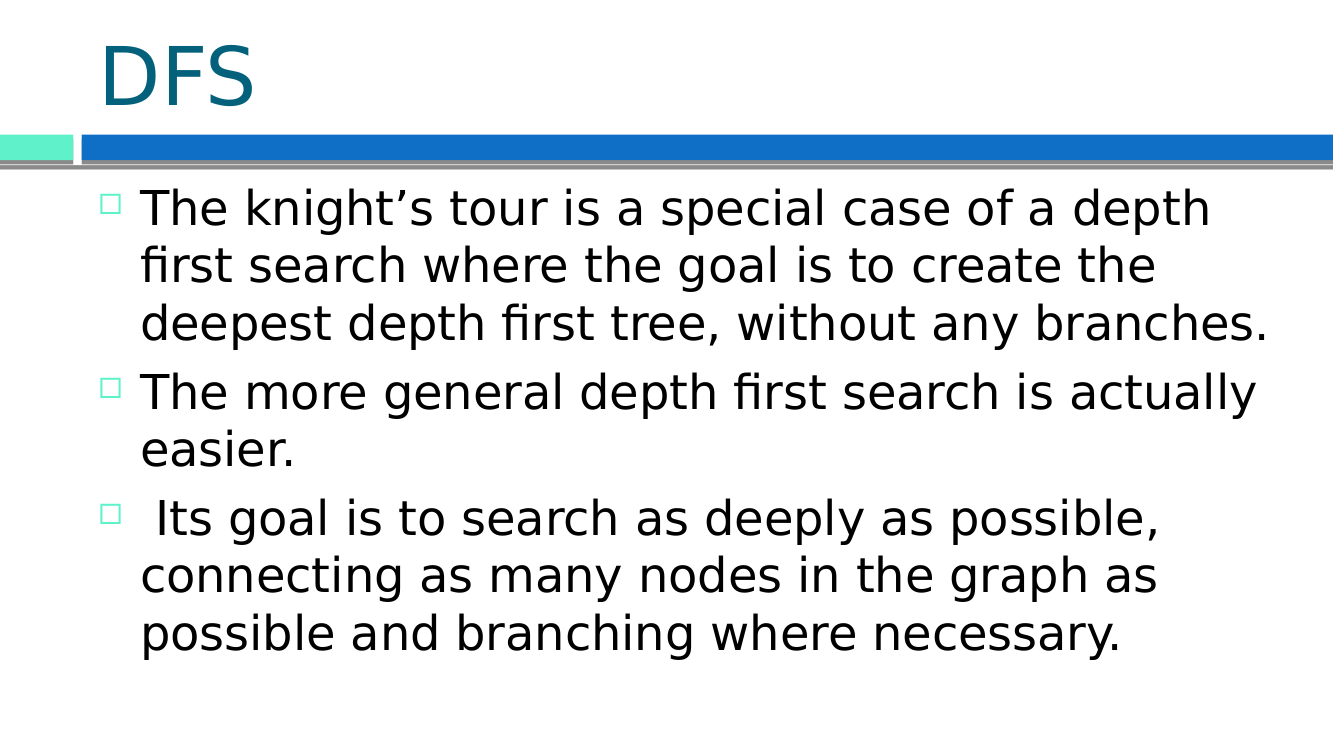 DFS
The knight’s tour is a special case of a depth
first search where the goal is to create the
deepest depth first tree, without any branches.
The more general depth first search is actually
easier.
Its goal is to search as deeply as possible,
connecting as many nodes in the graph as
possible and branching where necessary.